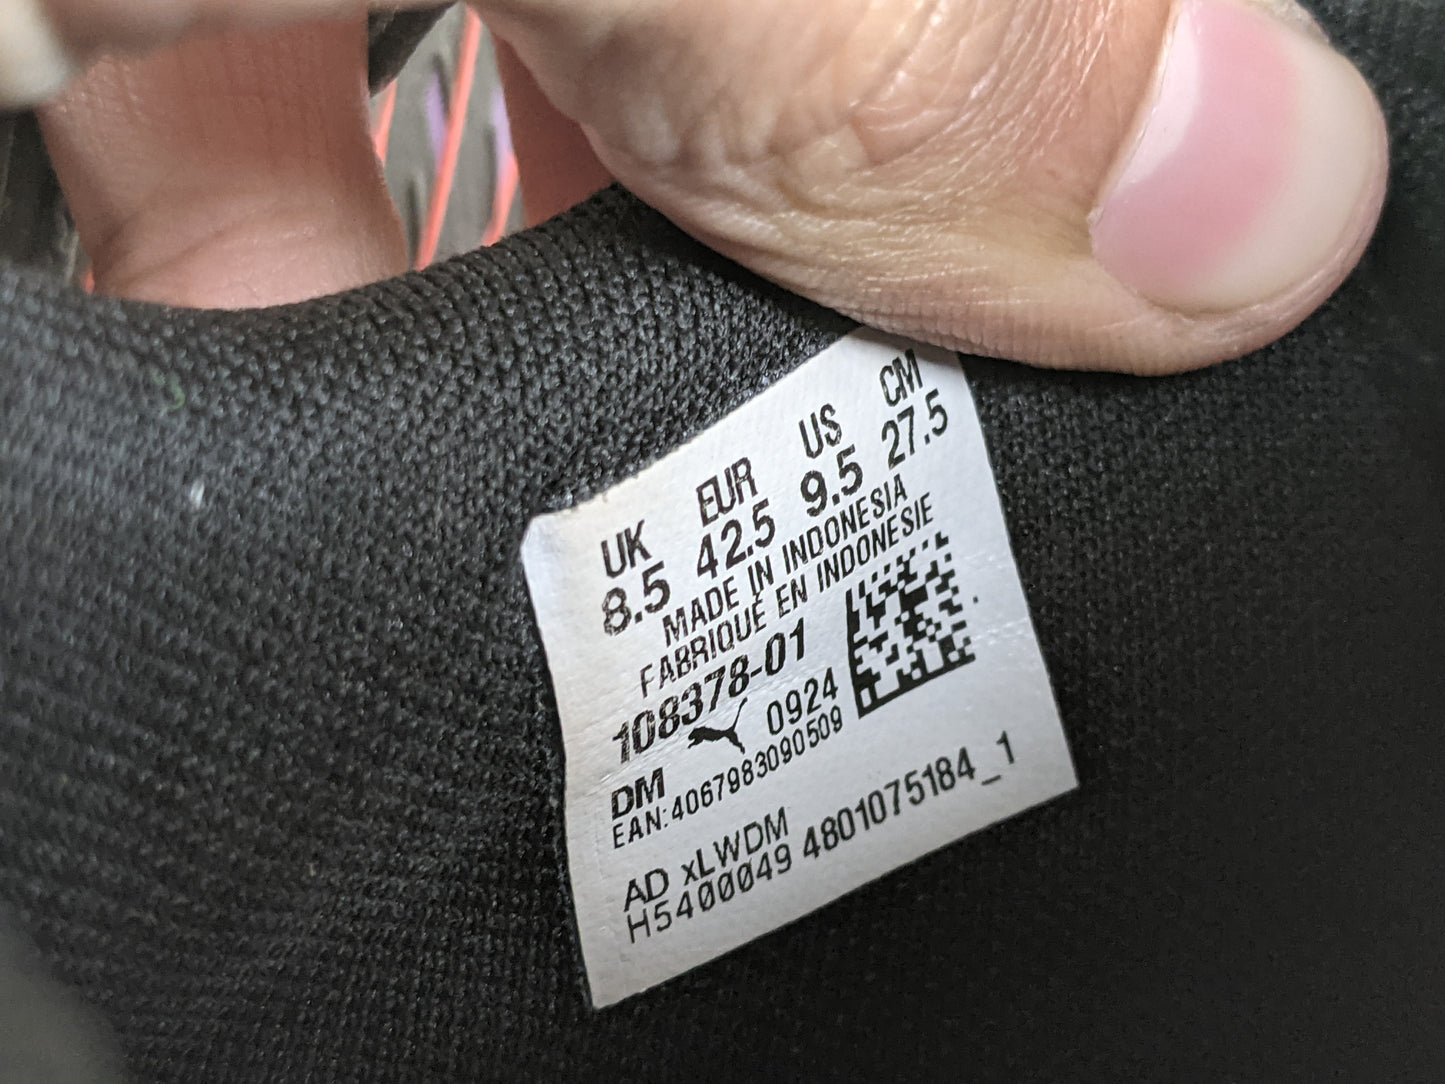 UK EUR US CM
8.5 42.5 9.5 27.5
MADE IN INDONESIA
FABRIQUÉ EN INDONESIE
108378-01
DM 0924
EAN:4067983090509
AD xLWDM
H5400049 4801075184_1